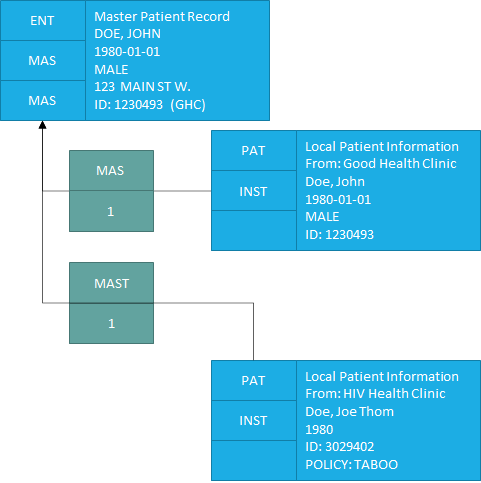 ENT
MAS
MAS
Master Patient Record
DOE, JOHN
1980-01-01
MALE
123 MAIN ST W.
ID: 1230493 (GHC)
MAS
1
PAT
INST
Local Patient Information
From: Good Health Clinic
Doe, John
1980-01-01
MALE
ID: 1230493
MAST
1
PAT
INST
Local Patient Information
From: HIV Health Clinic
Doe, Joe Thom
1980
ID: 3029402
POLICY: TABOO